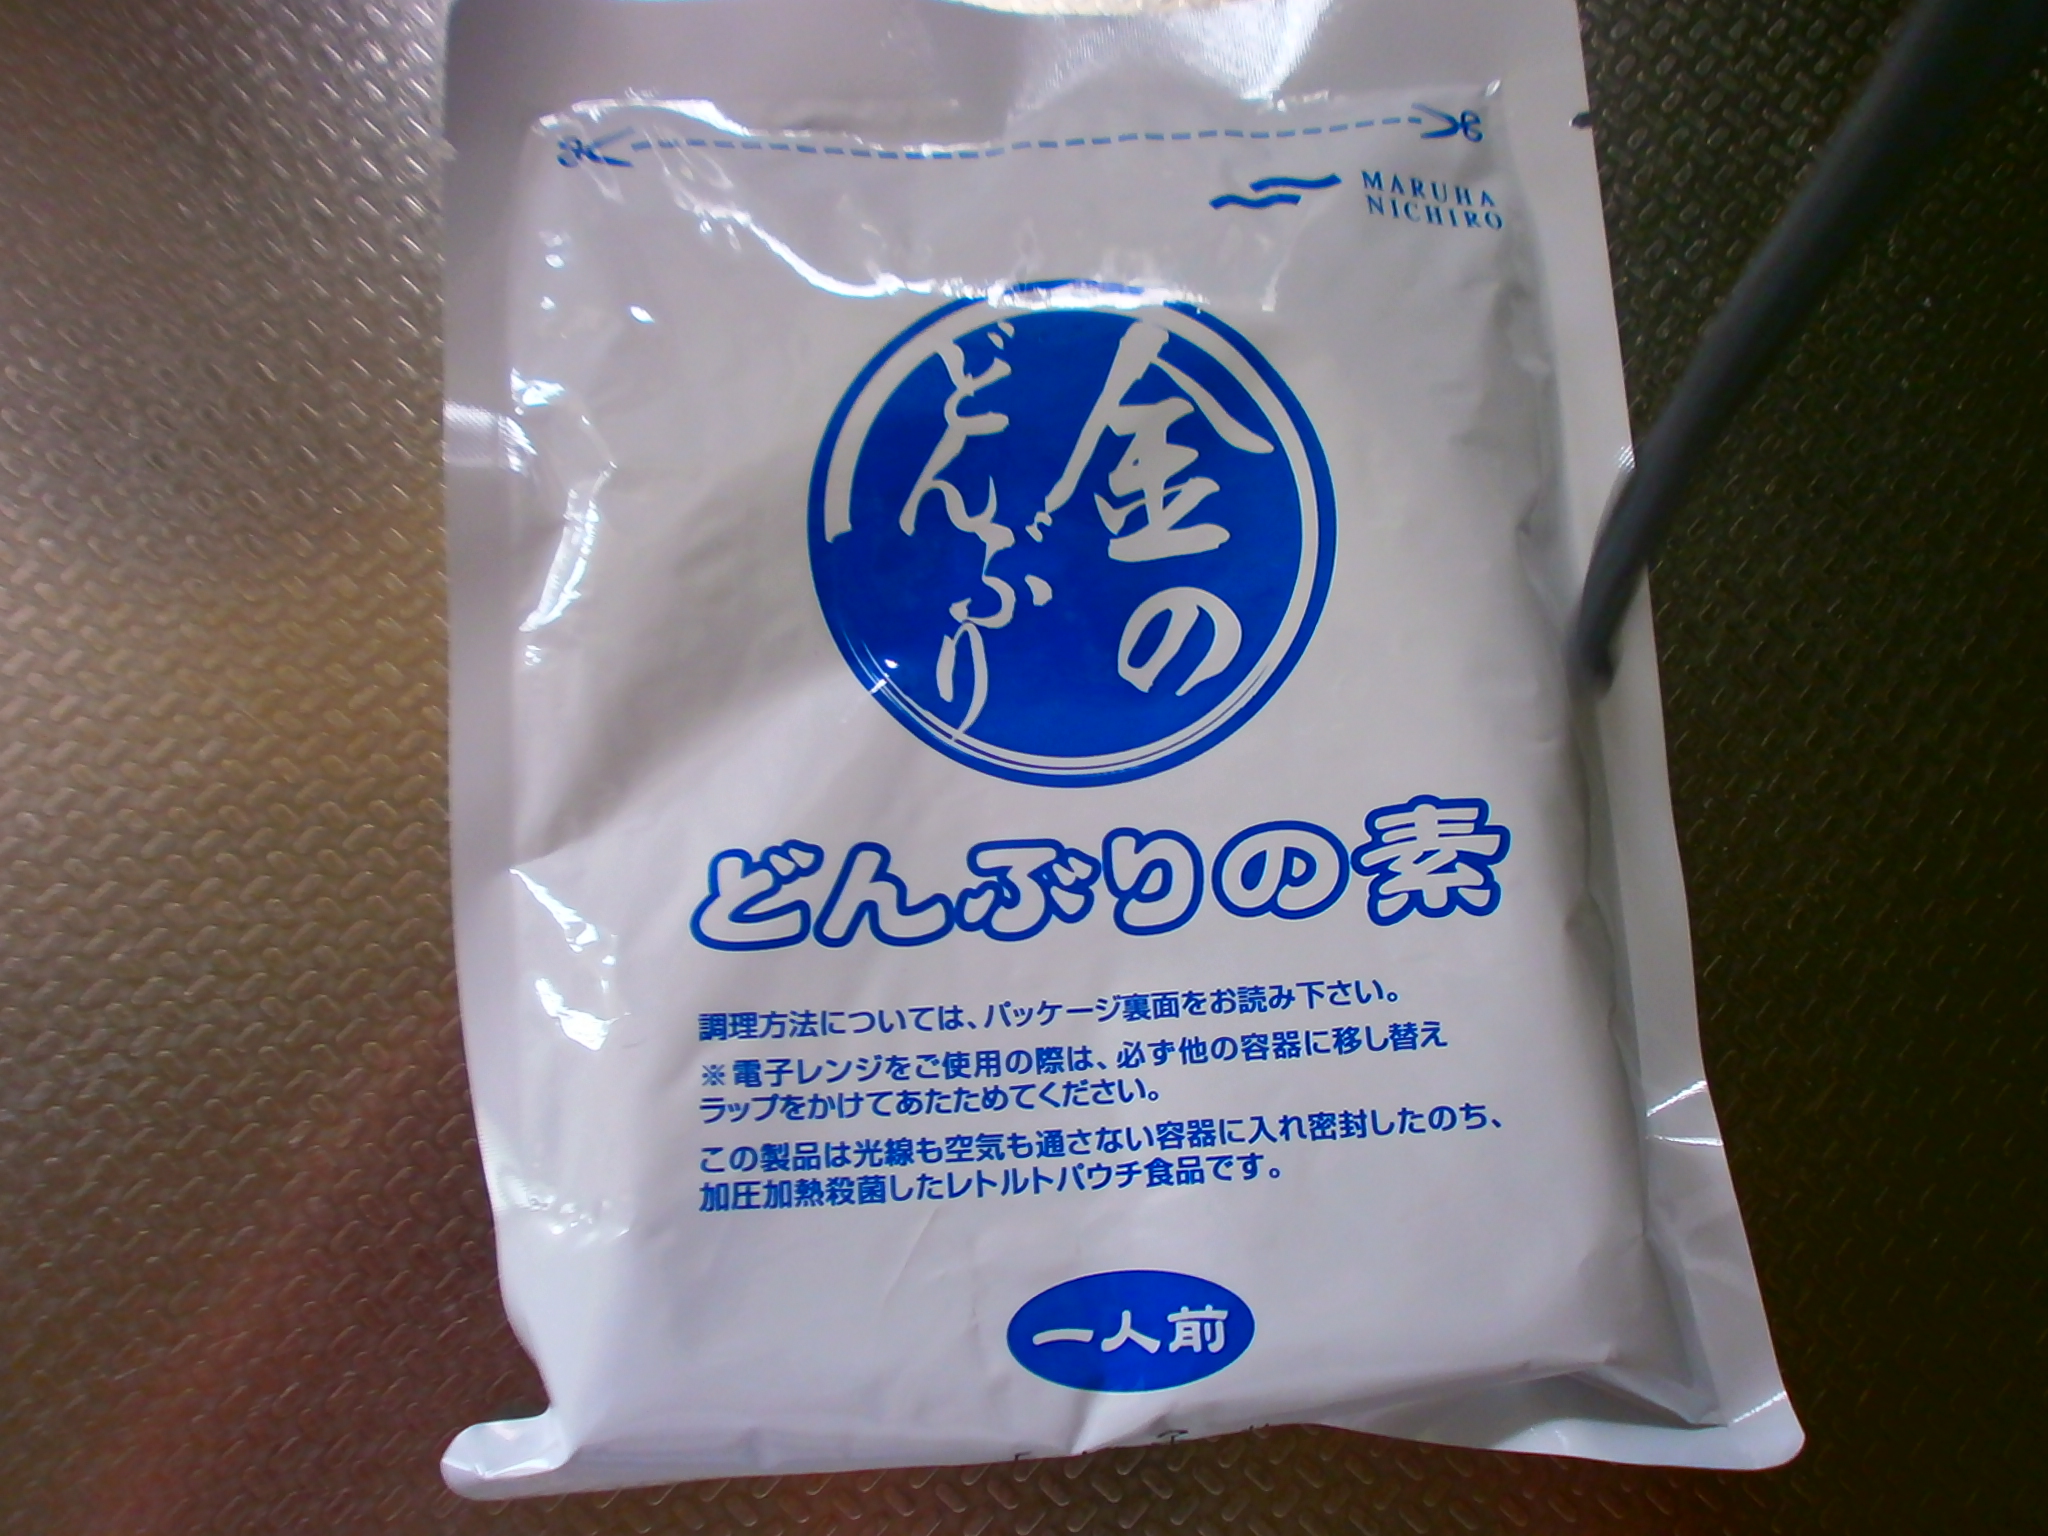 MARUHA
NICHIRO
金の
どんぶり
どんぶりの素
調理方法については、パッケージ裏面をお読み下さい。
※電子レンジをご使用の際は、必ず他の容器に移し替え
ラップをかけてあたためてください。
この製品は光線も空気も通さない容器に入れ密封したのち、
加圧加熱殺菌したレトルトパウチ食品です。
一人前